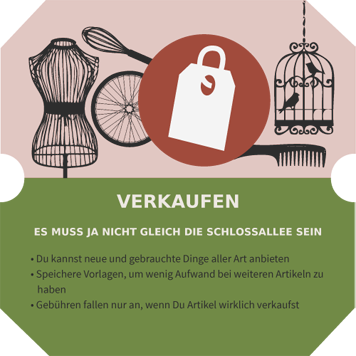 VERKAUFEN
ES MUSS JA NICHT GLEICH DIE SCHLOSSALLEE SEIN
• Du kannst neue und gebrauchte Dinge aller Art anbieten
• Speichere Vorlagen, um wenig Aufwand bei weiteren Artikeln zu
haben
• Gebühren fallen nur an, wenn Du Artikel wirklich verkaufst